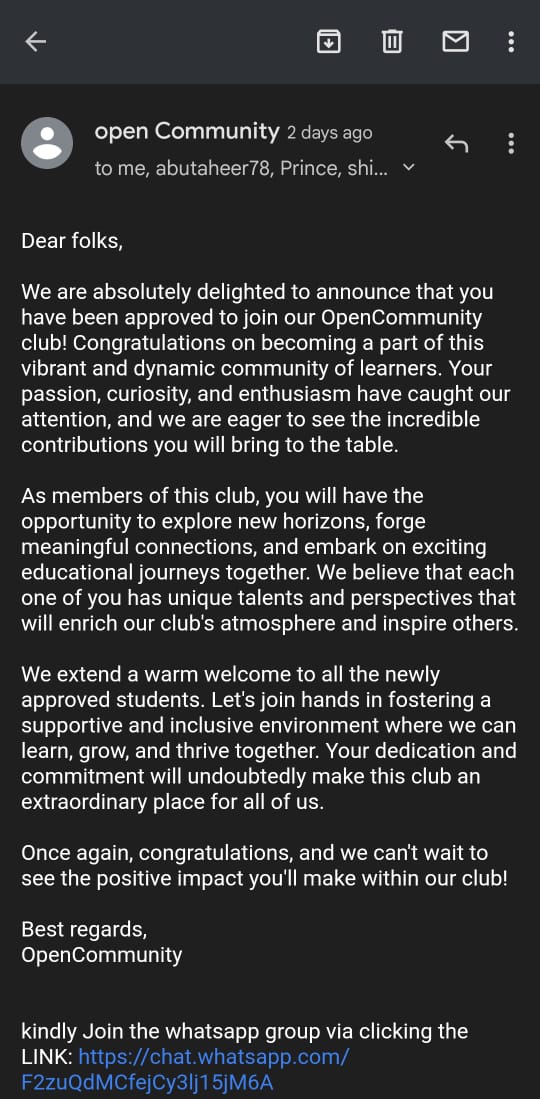 open Community 2 days ago
to me, abutaheer78, Prince, shi...
Dear folks,
We are absolutely delighted to announce that you
have been approved to join our OpenCommunity
club! Congratulations on becoming a part of this
vibrant and dynamic community of learners. Your
passion, curiosity, and enthusiasm have caught our
attention, and we are eager to see the incredible
contributions you will bring to the table.
As members of this club, you will have the
opportunity to explore new horizons, forge
meaningful connections, and embark on exciting
educational journeys together. We believe that each
one of you has unique talents and perspectives that
will enrich our club's atmosphere and inspire others.
We extend a warm welcome to all the newly
approved students. Let's join hands in fostering a
supportive and inclusive environment where we can
learn, grow, and thrive together. Your dedication and
commitment will undoubtedly make this club an
extraordinary place for all of us.
Once again, congratulations, and we can't wait to
see the positive impact you'll make within our club!
Best regards,
OpenCommunity
kindly Join the whatsapp group via clicking the
LINK: https://chat.whatsapp.com/
F2zuQdMCfejCy3lj15jM6A